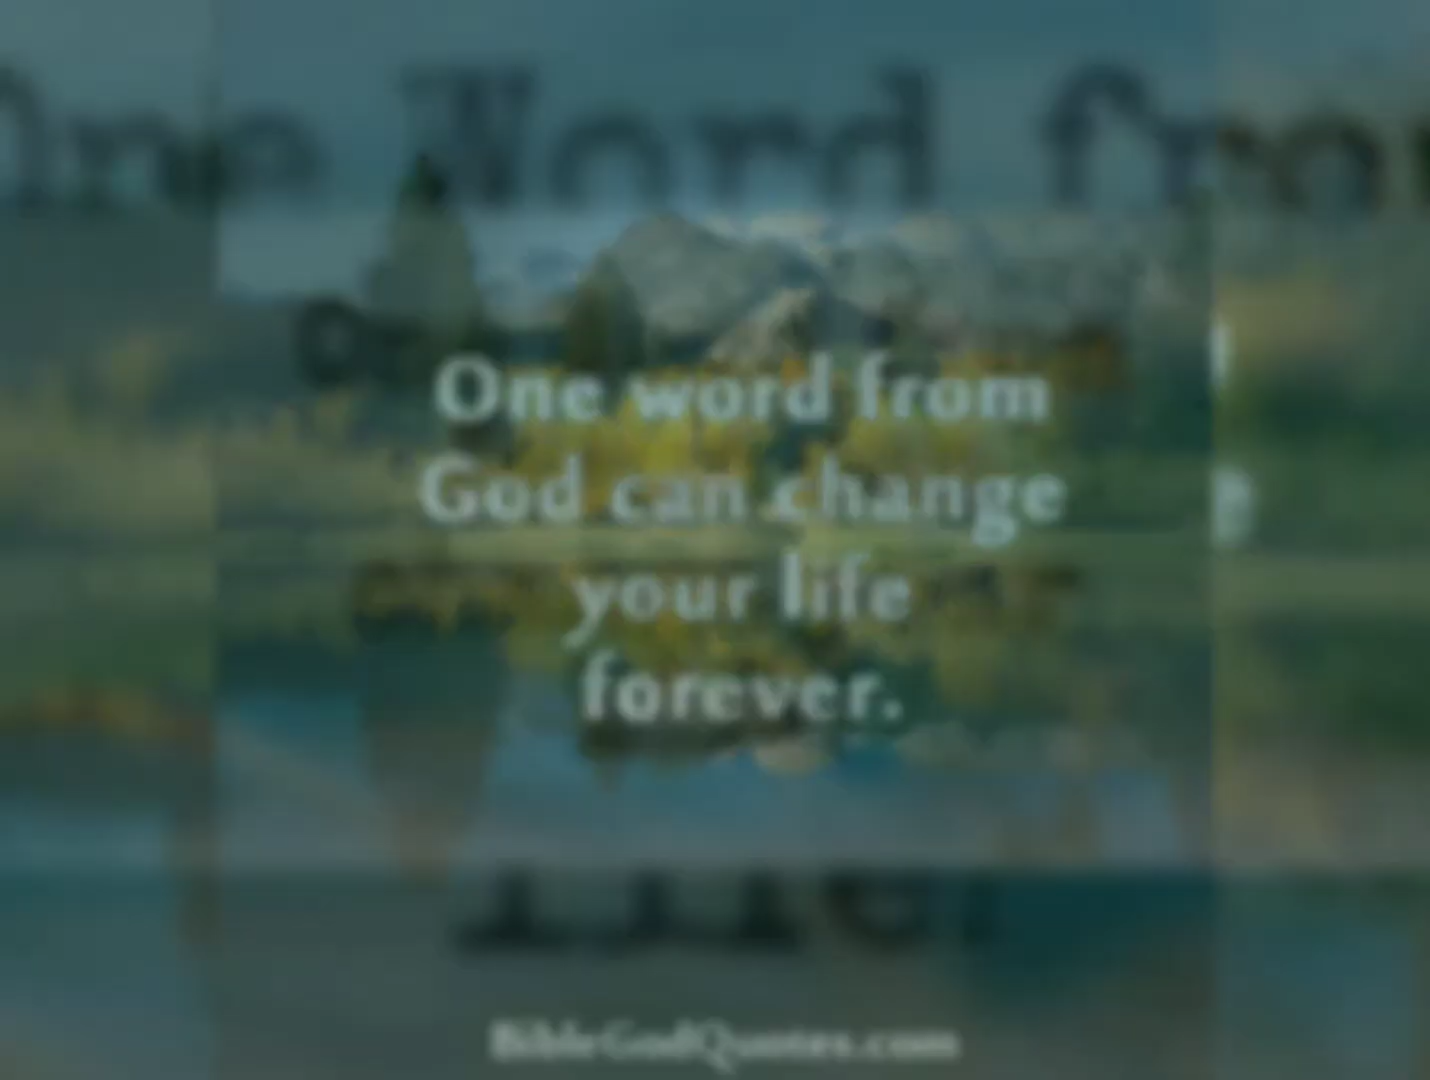 One Word from
One word from
God can change
your life
forever.
BibleGodQuotes.com